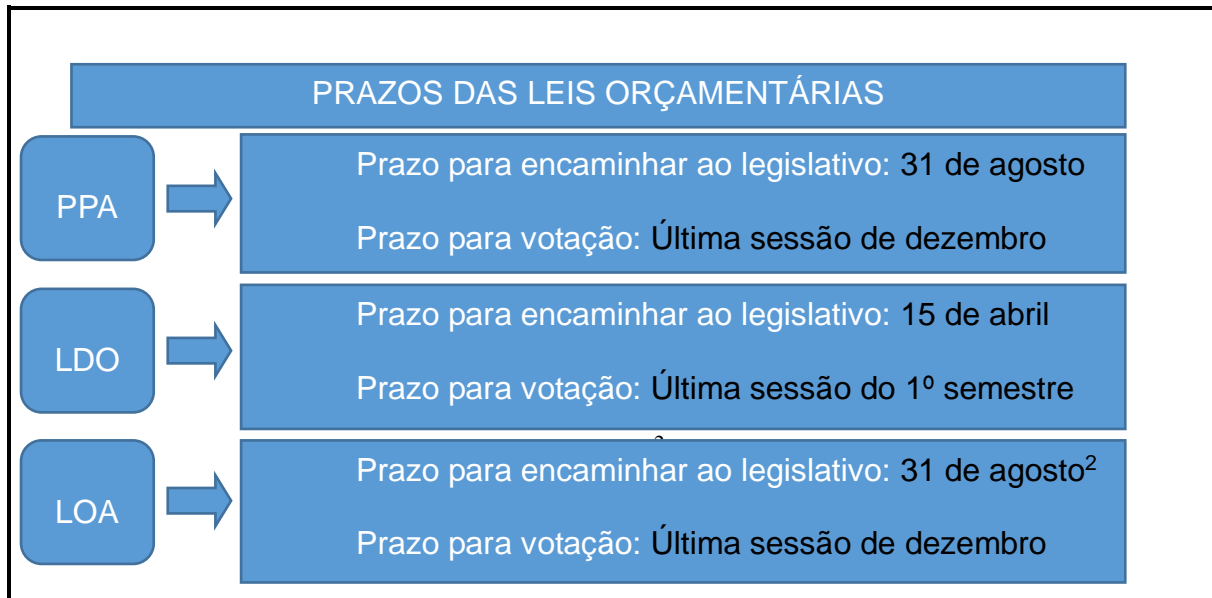 PRAZOS DAS LEIS ORÇAMENTÁRIAS
PPA
Prazo para encaminhar ao legislativo: 31 de agosto
Prazo para votação: Última sessão de dezembro
LDO
Prazo para encaminhar ao legislativo: 15 de abril
Prazo para votação: Última sessão do 1º semestre
LOA
Prazo para encaminhar ao legislativo: 31 de agosto²
Prazo para votação: Última sessão de dezembro